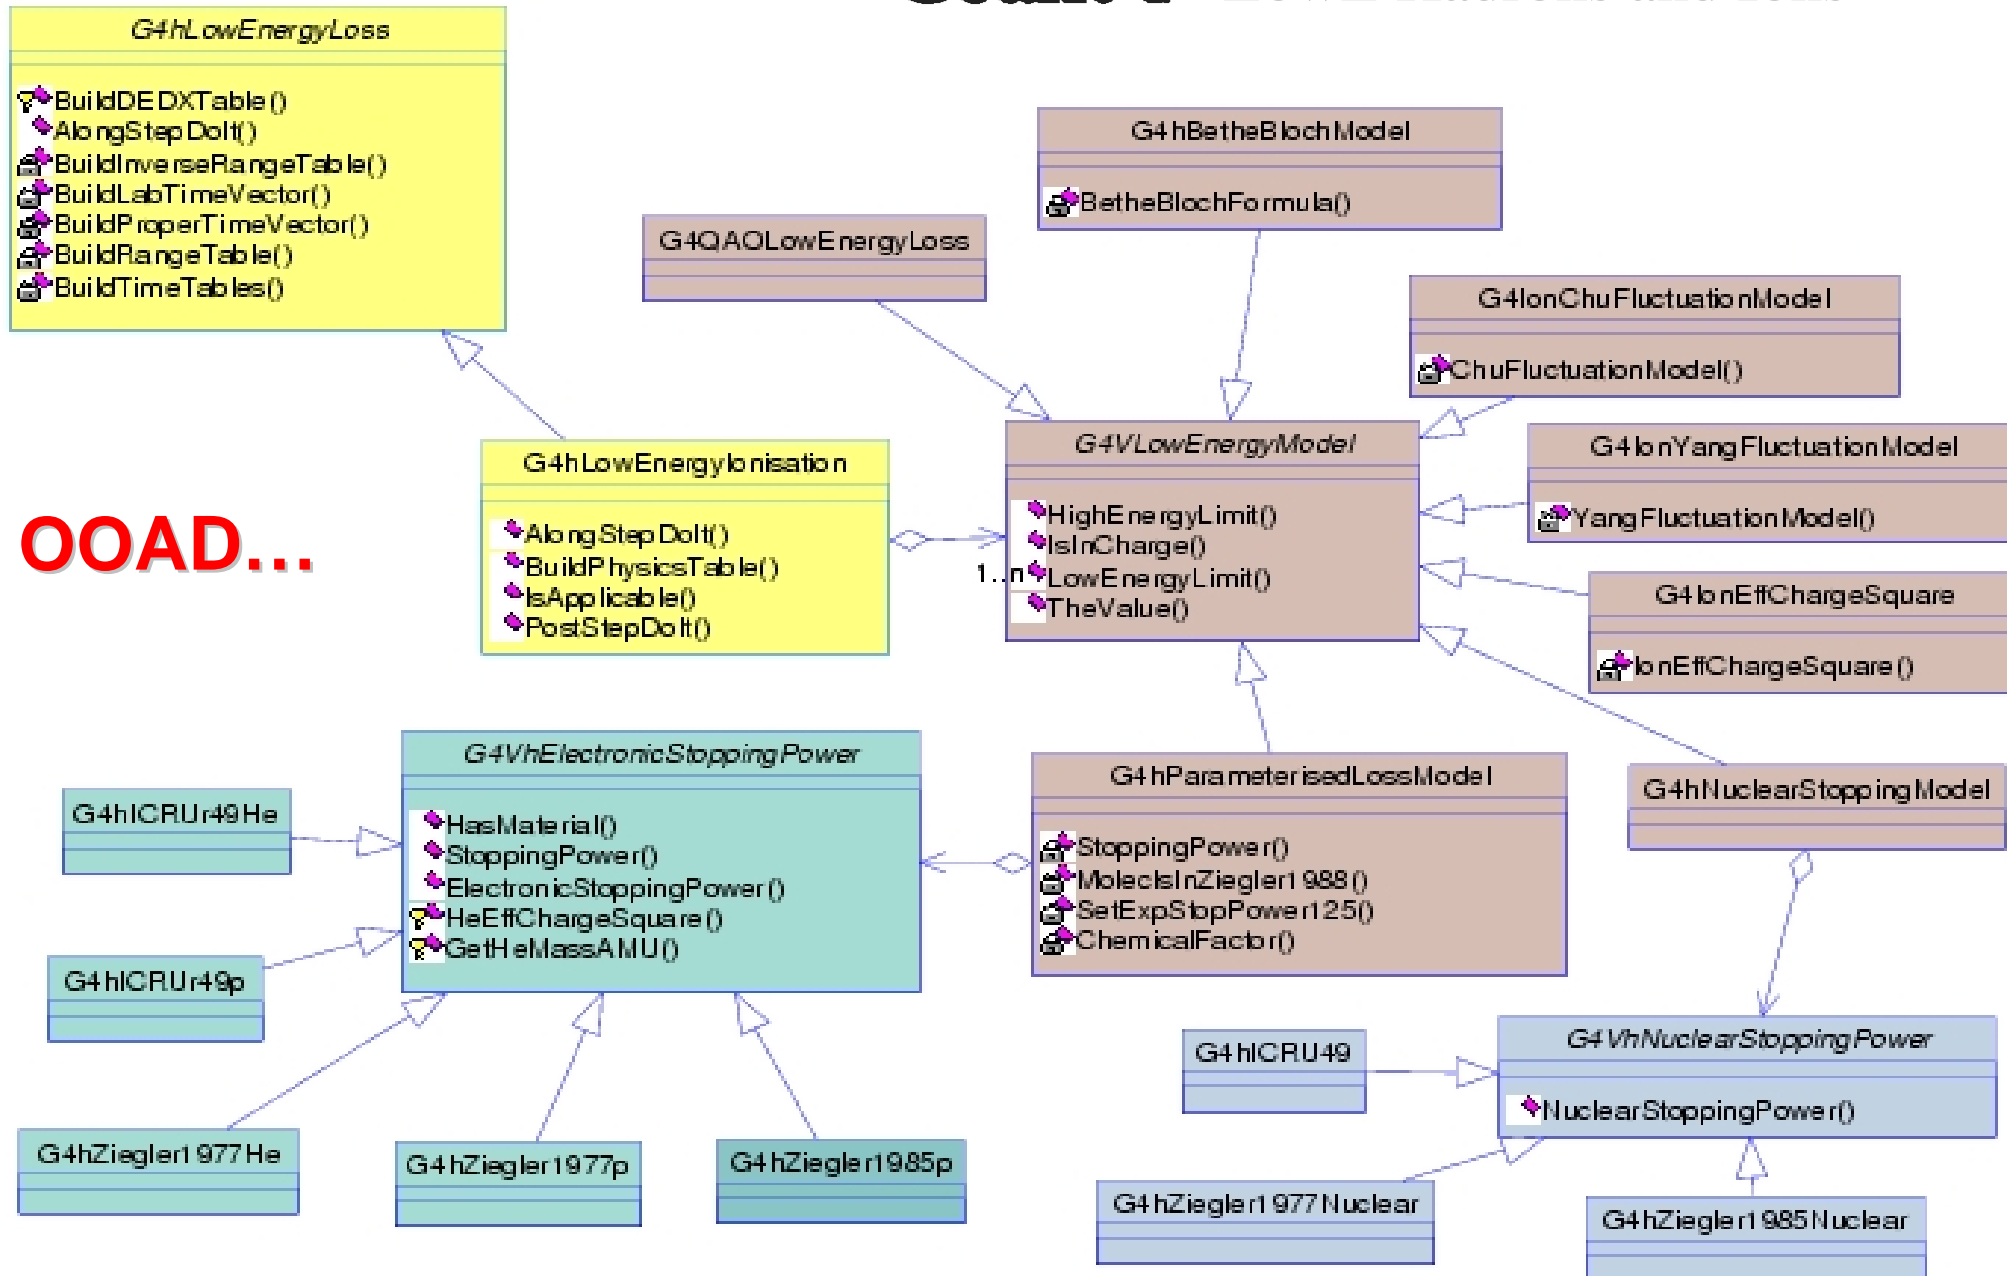 G4hLowEnergyLoss
BuildDEDXTable()
AlongStepDoIt()
BuildInverseRangeTable()
BuildLabTimeVector()
BuildProperTimeVector()
BuildRangeTable()
BuildTimeTables()
G4hBetheBlochModel
BetheBlochFormula()
G4QAOLowEnergyLoss
G4IonChuFluctuationModel
ChuFluctuationModel()
G4hLowEnergyIonisation
AlongStepDoIt()
BuildPhysicsTable()
IsApplicable()
PostStepDoIt()
G4VLowEnergyModel
HighEnergyLimit()
IsInCharge()
LowEnergyLimit()
TheValue()
1..n
G4IonYangFluctuationModel
YangFluctuationModel()
OOAD...
G4IonEffChargeSquare
IonEffChargeSquare()
G4VhElectronicStoppingPower
HasMaterial()
StoppingPower()
ElectronicStoppingPower()
HeEffChargeSquare()
GetHeMassAMU()
G4hParameterisedLossModel
StoppingPower()
MolecIsInZiegler1988()
SetExpStopPower125()
ChemicalFactor()
G4hNuclearStoppingModel
G4hICRUr49He
G4hICRUr49p
G4hZiegler1977He
G4hZiegler1977p
G4hZiegler1985p
G4hICRU49
G4VhNuclearStoppingPower
NuclearStoppingPower()
G4hZiegler1977Nuclear
G4hZiegler1985Nuclear